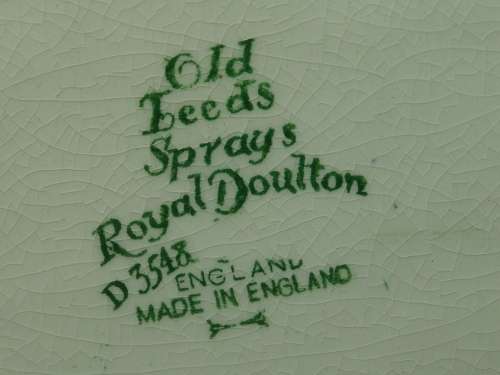 Old
Leeds
Sprays
Royal Doulton
D 3548
ENGLAND
MADE IN ENGLAND